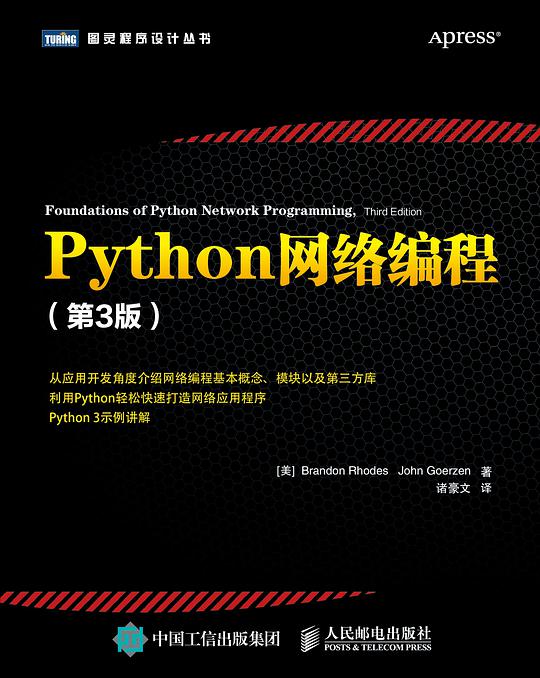 TURING 图灵程序设计丛书 Apress®
Foundations of Python Network Programming, Third Edition
Python网络编程
（第3版）
从应用开发角度介绍网络编程基本概念、模块以及第三方库
利用Python轻松快速打造网络应用程序
Python 3示例讲解
[美] Brandon Rhodes John Goerzen 著
诸豪文 译
中国工信出版集团 人民邮电出版社
POSTS & TELECOM PRESS